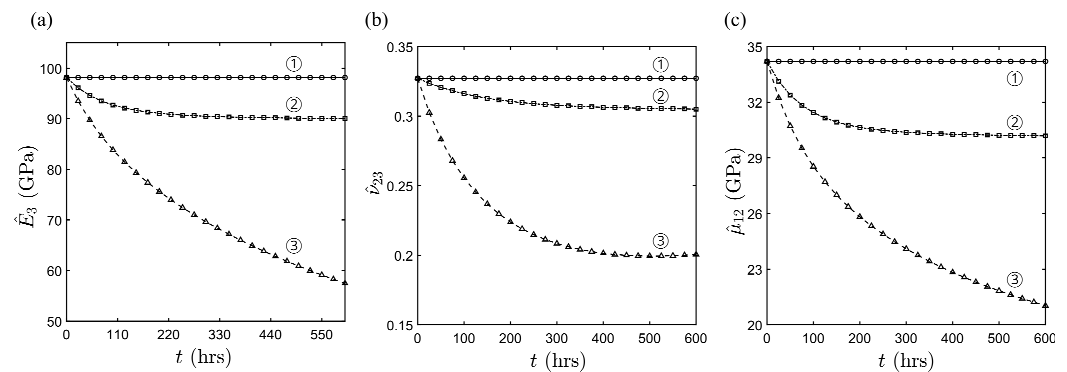 (a)
100
90
80
70
60
50
0 110 220 330 440 550
Ê₃ (GPa)
t (hrs)
①
②
③
(b)
0.35
0.3
0.25
0.2
0.15
0 100 200 300 400 500 600
ν̂₂₃
t (hrs)
①
②
③
(c)
35
32
29
26
23
20
0 100 200 300 400 500 600
μ̂₁₂ (GPa)
t (hrs)
①
②
③